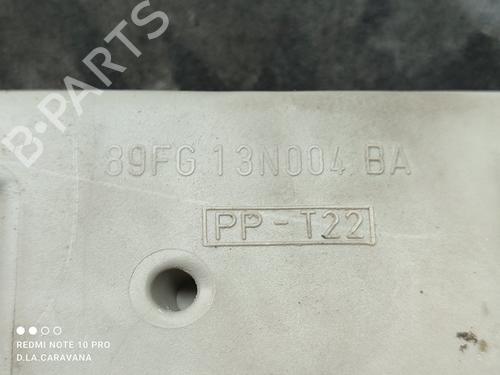 B-PARTS
89FG 13N004 BA
PP-T22
REDMI NOTE 10 PRO
D.LA.CARAVANA